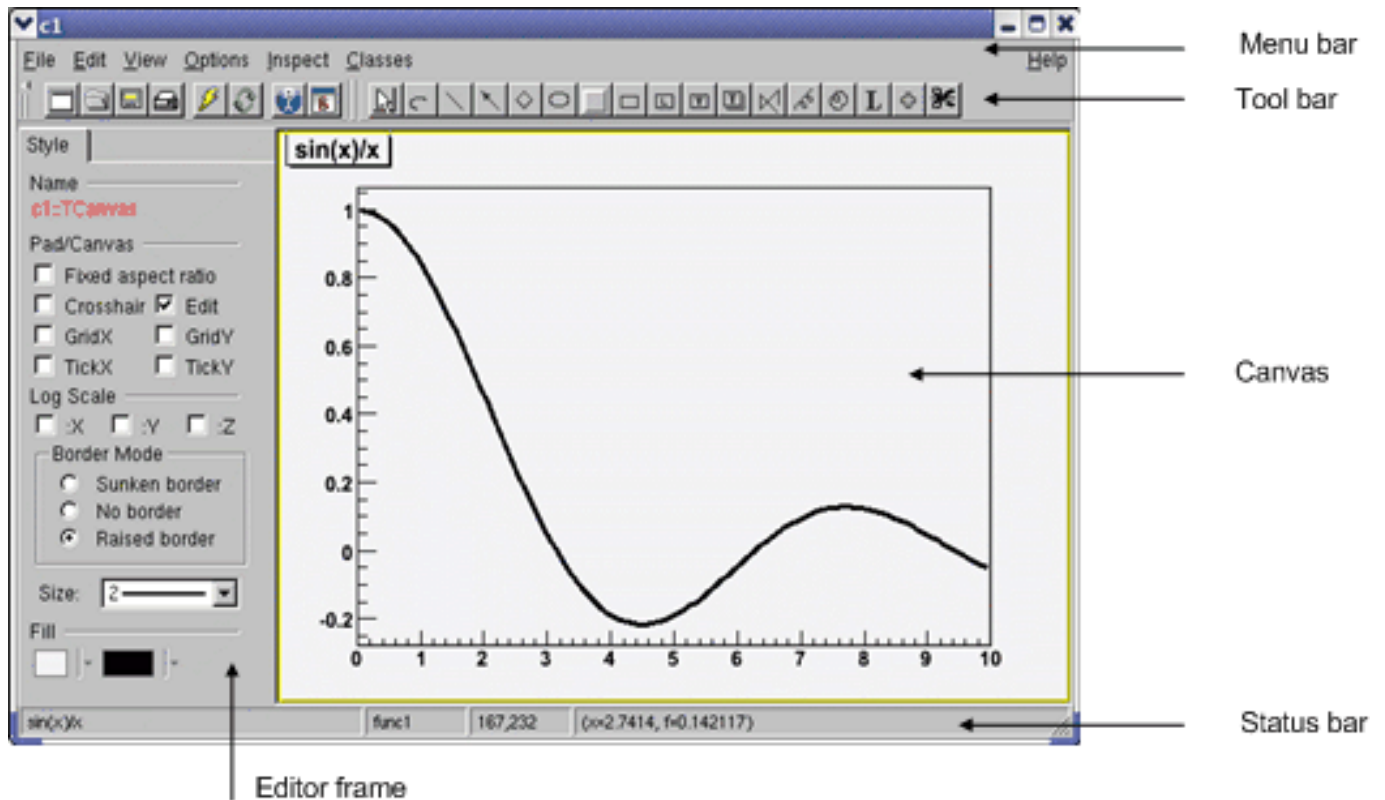 c1
File Edit View Options Inspect Classes Help
Menu bar
Tool bar
L
Style
Name
c1::TCanvas
Pad/Canvas
Fixed aspect ratio
Crosshair Edit
GridX GridY
TickX TickY
Log Scale
:X :Y :Z
Border Mode
Sunken border
No border
Raised border
Size: 2
Fill
sin(x)/x
1
0.8
0.6
0.4
0.2
0
-0.2
0 1 2 3 4 5 6 7 8 9 10
Canvas
sin(x)/x func1 167,232 (x=2.7414, f=0.142117)
Status bar
Editor frame